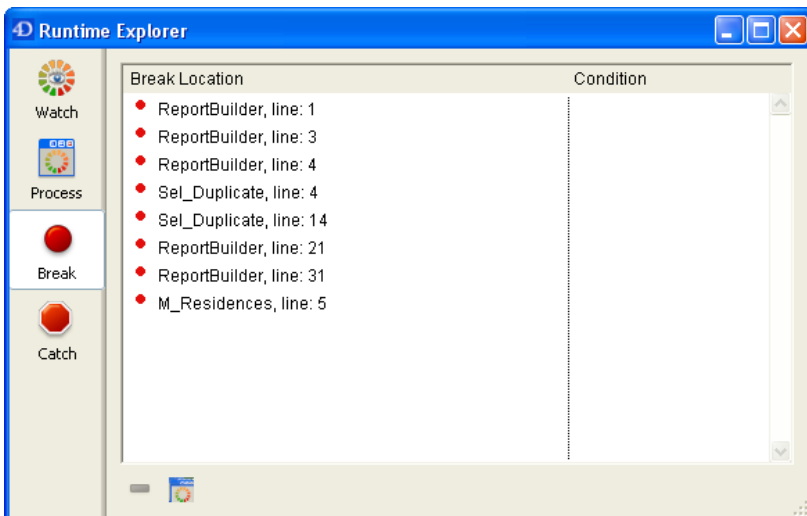 4D Runtime Explorer
Watch
Process
Break
Catch
Break Location Condition
ReportBuilder, line: 1
ReportBuilder, line: 3
ReportBuilder, line: 4
Sel_Duplicate, line: 4
Sel_Duplicate, line: 14
ReportBuilder, line: 21
ReportBuilder, line: 31
M_Residences, line: 5